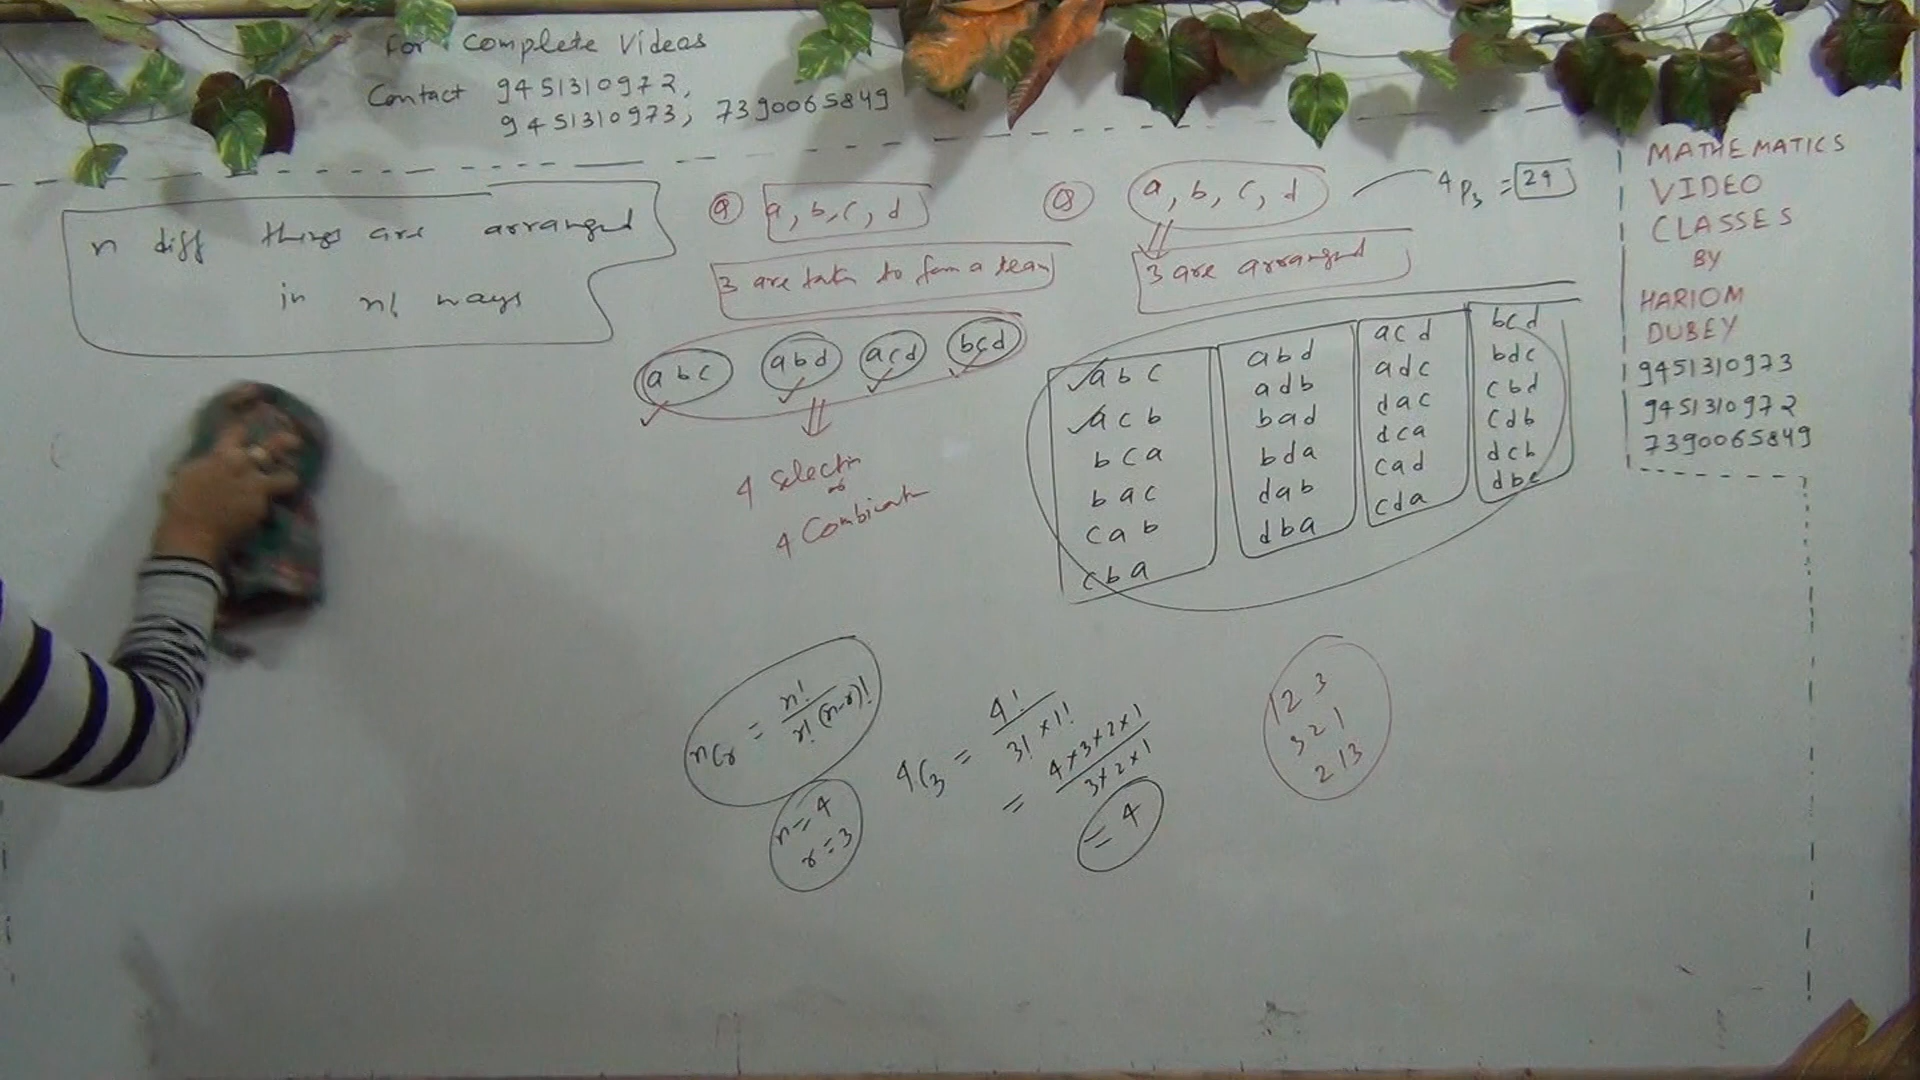 For complete Videos
Contact 9451310972,
9451310973, 7390065849
n diff things are arranged
in n! ways
Q a, b, c, d
3 are taken to form a team
abc abd acd bcd
4 Selectin
or
4 Combinatn
Q a, b, c, d
4P3 = 24
3 are arranged
abc
acb
bca
bac
cab
cba
abd
adb
bad
bda
dab
dba
acd
adc
dac
dca
cad
cda
bcd
bdc
cbd
cdb
dcb
dbc
nCr = n! / r!(n-r)!
n=4
r=3
4C3 = 4! / 3!×1!
= 4×3×2×1 / 3×2×1
= 4
123
321
213
MATHEMATICS
VIDEO
CLASSES
BY
HARIOM
DUBEY
9451310973
9451310972
7390065849